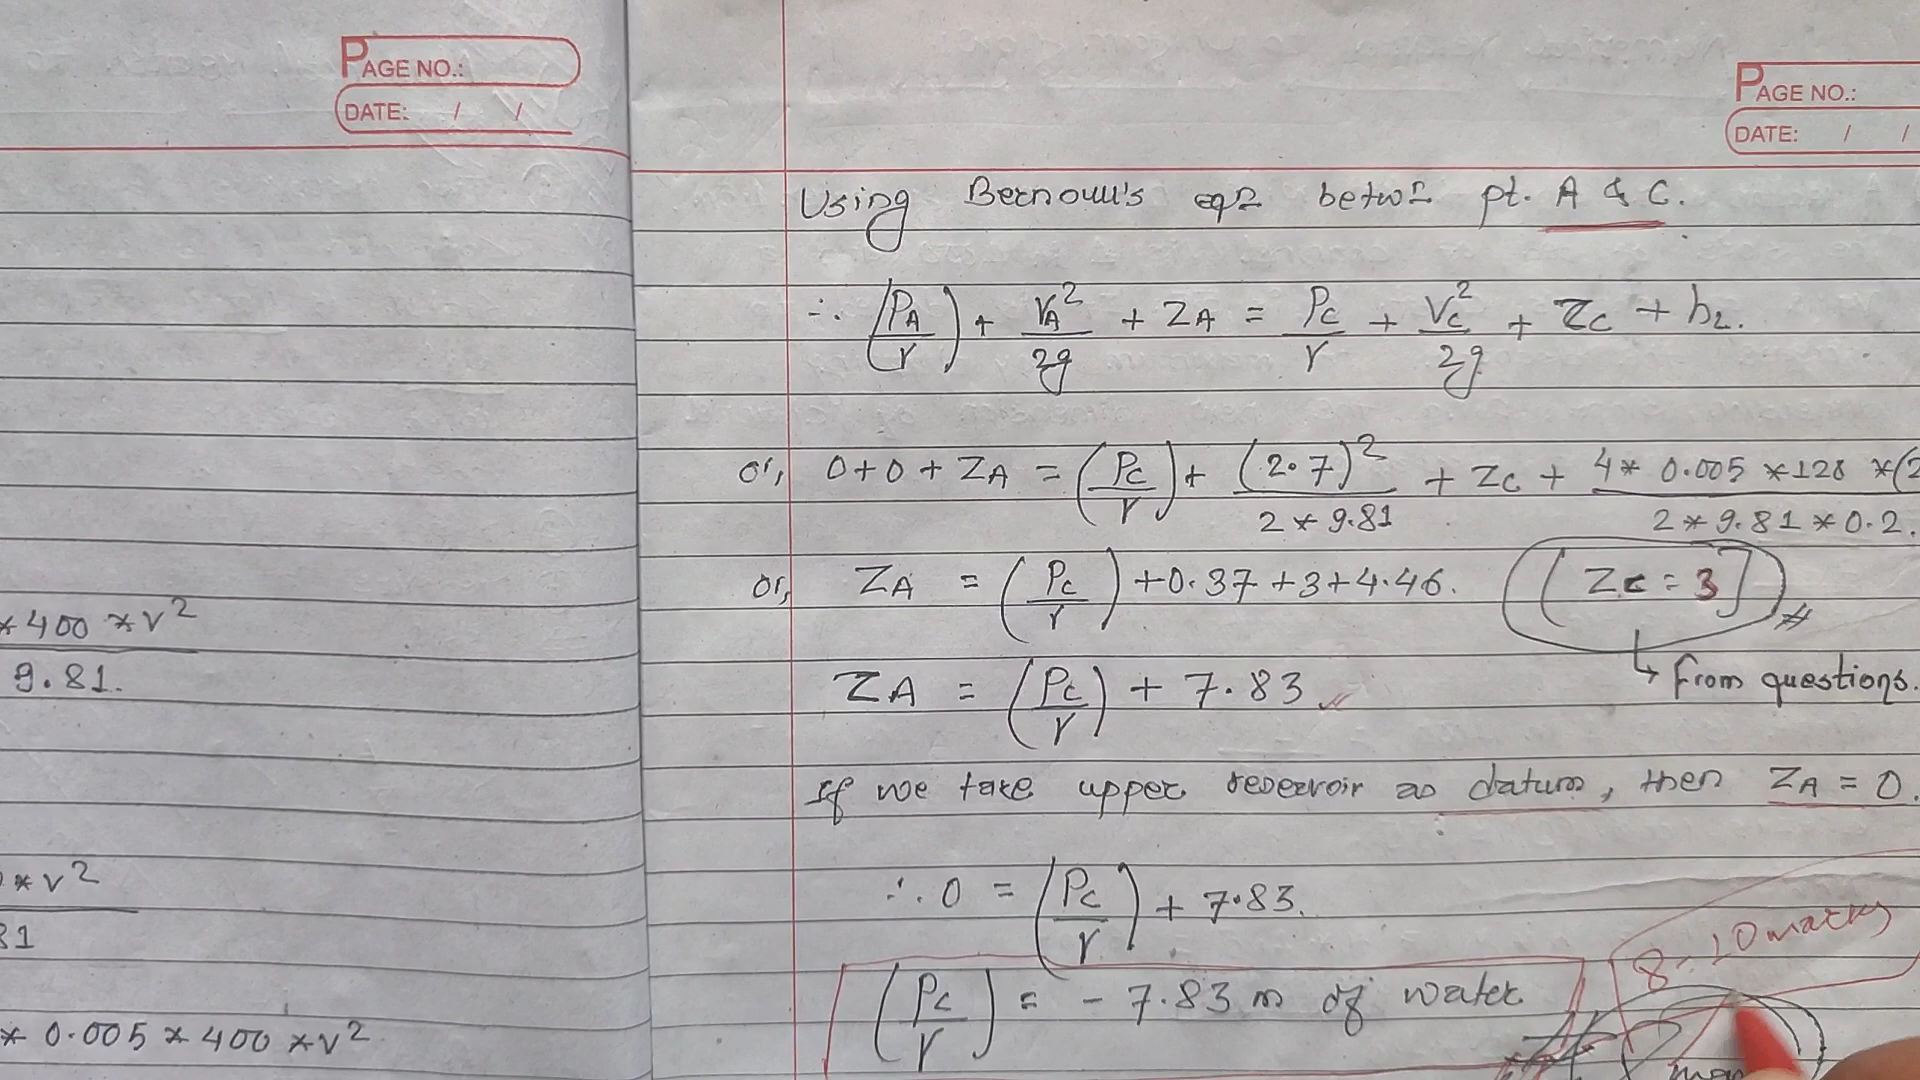 PAGE NO.:
DATE: / /
* 400 * v²
9.81.
* v²
81
* 0.005 * 400 * v²
PAGE NO.:
DATE: / /
Using Bernoulli's eqn betwn pt. A & C.
∴ (PA/γ) + VA²/2g + ZA = PC/γ + VC²/2g + ZC + hL.
or, 0+0+ZA = (PC/γ) + (2.7)²/2*9.81 + ZC + 4* 0.005 *128 *(2/2*9.81*0.2.
or, ZA = (PC/γ) +0.37+3+4.46. [ZC = 3]
↳ From questions.
ZA = (PC/γ) + 7.83
If we take upper reservoir as datum, then ZA = 0.
∴ 0 = (PC/γ) + 7.83.
8-10 marks
(PC/γ) = - 7.83 m of water